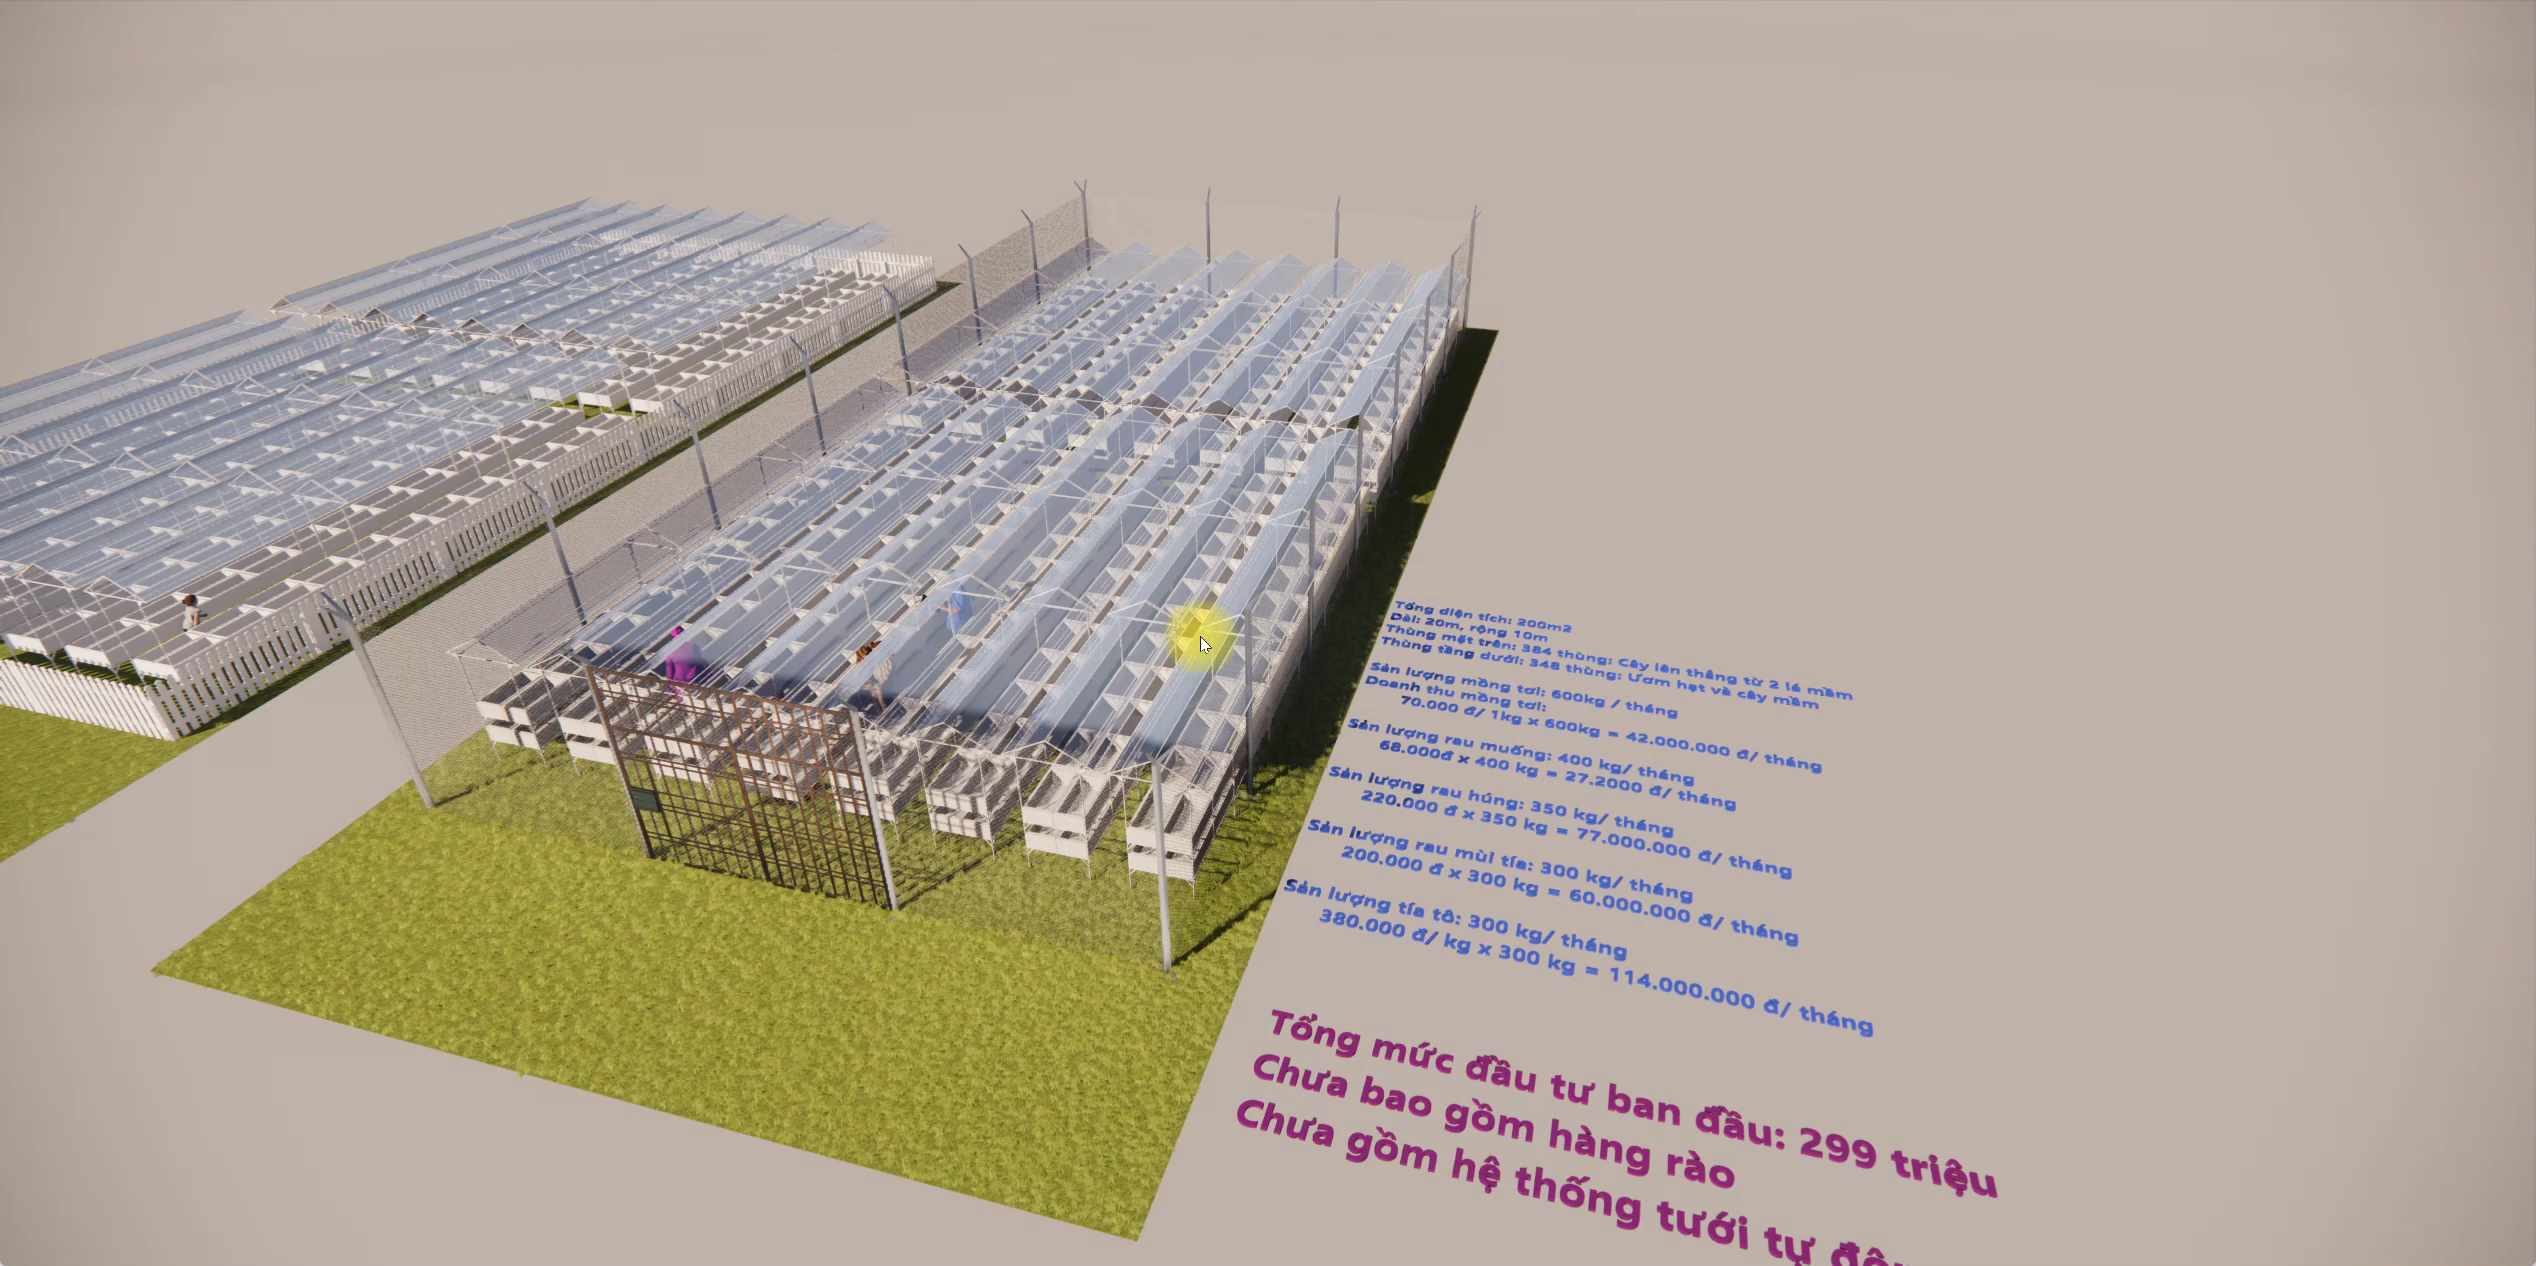 Tổng diện tích: 200m2
Dài: 20m, rộng 10m
Thùng mặt trên: 384 thùng: Cây lên thẳng từ 2 lá mầm
Thùng tầng dưới: 348 thùng: Ươm hạt và cây mầm
Sản lượng mồng tơi: 600kg / tháng
Doanh thu mồng tơi:
70.000 đ/ 1kg x 600kg = 42.000.000 đ/ tháng
Sản lượng rau muống: 400 kg/ tháng
68.000đ x 400 kg = 27.2000 đ/ tháng
Sản lượng rau húng: 350 kg/ tháng
220.000 đ x 350 kg = 77.000.000 đ/ tháng
Sản lượng rau mùi tía: 300 kg/ tháng
200.000 đ x 300 kg = 60.000.000 đ/ tháng
Sản lượng tía tô: 300 kg/ tháng
380.000 đ/ kg x 300 kg = 114.000.000 đ/ tháng
Tổng mức đầu tư ban đầu: 299 triệu
Chưa bao gồm hàng rào
Chưa gồm hệ thống tưới tự